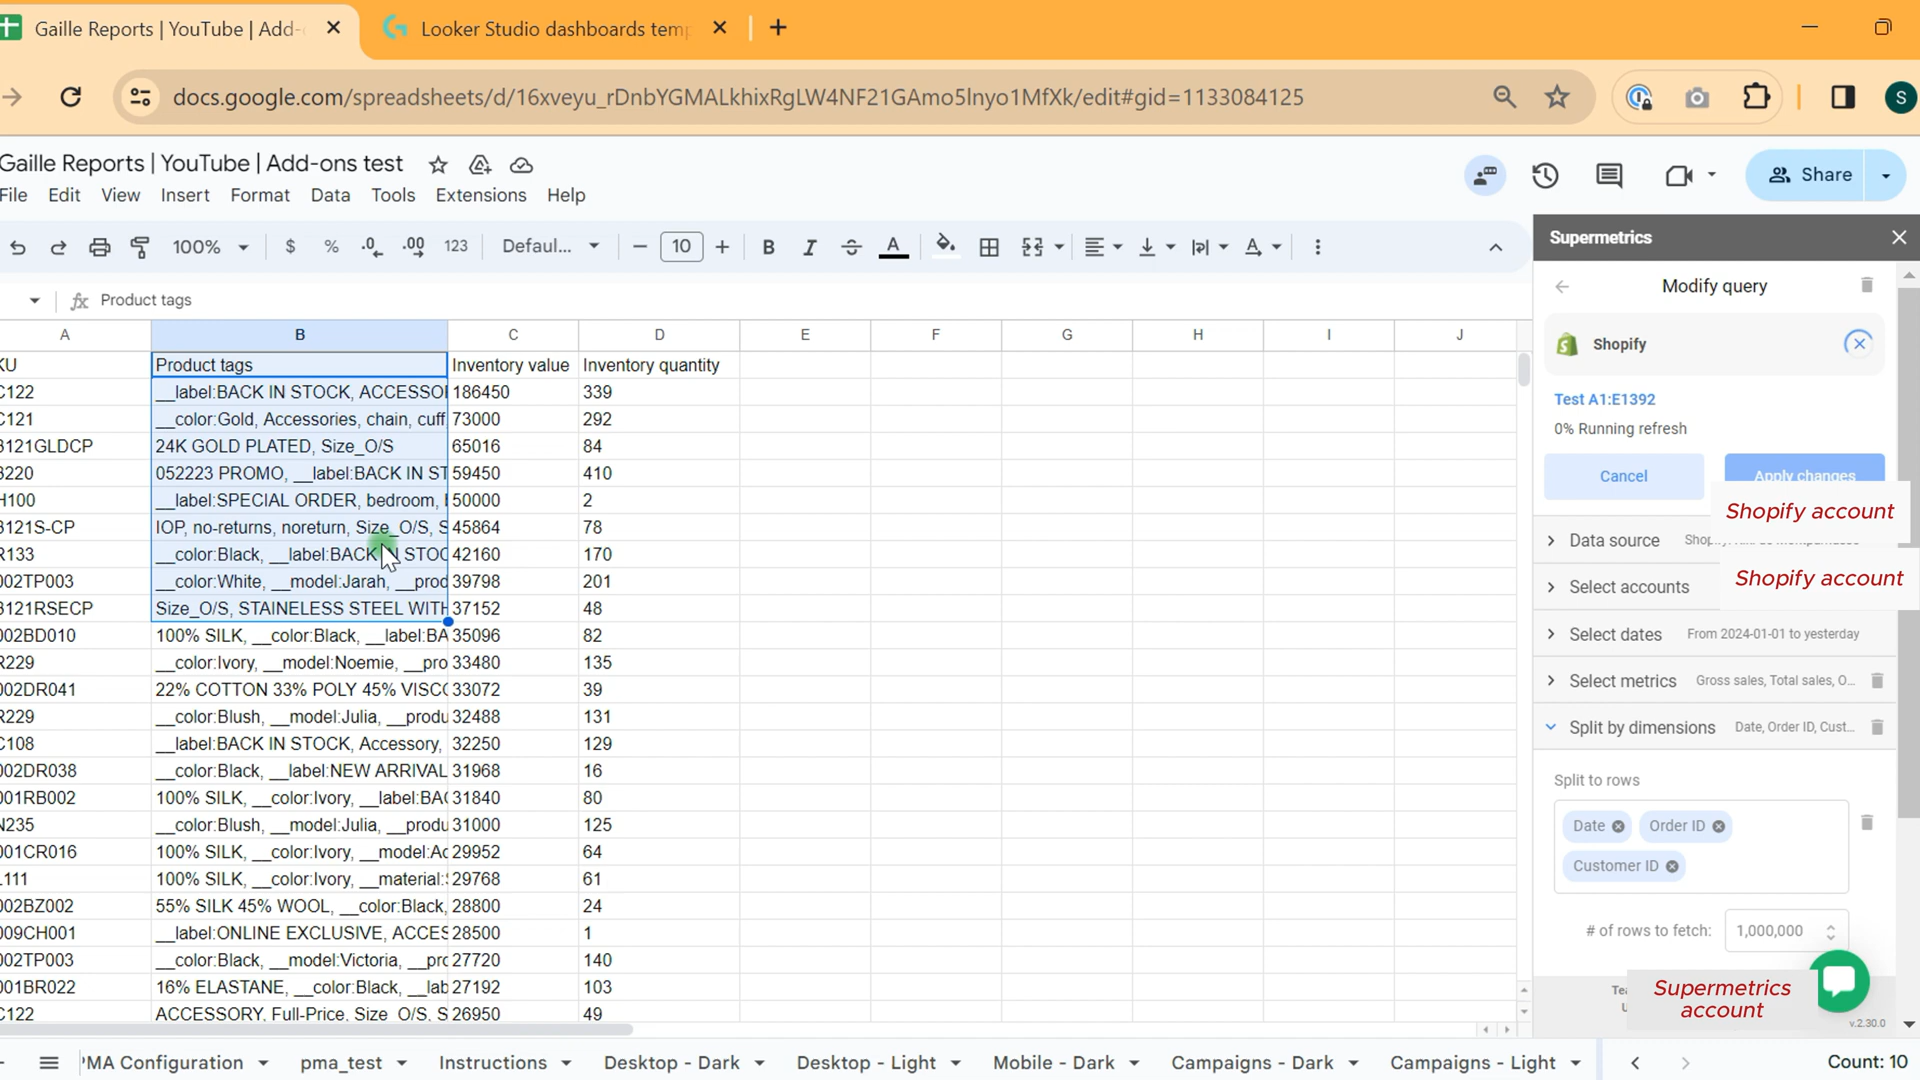 Gaille Reports | YouTube | Add-
Looker Studio dashboards temp
docs.google.com/spreadsheets/d/16xveyu_rDnbYGMALkhixRgLW4NF21GAmo5lnyo1MfXk/edit#gid=1133084125
S
Gaille Reports | YouTube | Add-ons test
File Edit View Insert Format Data Tools Extensions Help
Share
100% $ % .0 .00 123 Defaul... 10 B I S A
fx Product tags
A B C D E F G H I J
KU Product tags Inventory value Inventory quantity
C122 __label:BACK IN STOCK, ACCESSO 186450 339
C121 __color:Gold, Accessories, chain, cuff, 73000 292
3121GLDCP 24K GOLD PLATED, Size_O/S 65016 84
3220 052223 PROMO, __label:BACK IN ST 59450 410
H100 __label:SPECIAL ORDER, bedroom, 50000 2
3121S-CP IOP, no-returns, noreturn, Size_O/S, S 45864 78
R133 __color:Black, __label:BACK IN STOC 42160 170
002TP003 __color:White, __model:Jarah, __prod 39798 201
3121RSECP Size_O/S, STAINELESS STEEL WITH 37152 48
002BD010 100% SILK, __color:Black, __label:BA 35096 82
R229 __color:Ivory, __model:Noemie, __pro 33480 135
002DR041 22% COTTON 33% POLY 45% VISC 33072 39
R229 __color:Blush, __model:Julia, __produ 32488 131
C108 __label:BACK IN STOCK, Accessory, 32250 129
002DR038 __color:Black, __label:NEW ARRIVAL 31968 16
001RB002 100% SILK, __color:Ivory, __label:BA 31840 80
N235 __color:Blush, __model:Julia, __produ 31000 125
001CR016 100% SILK, __color:Ivory, __model:Ad 29952 64
111 100% SILK, __color:Ivory, __material: 29768 61
002BZ002 55% SILK 45% WOOL, __color:Black, 28800 24
009CH001 __label:ONLINE EXCLUSIVE, ACCES 28500 1
002TP003 __color:Black, __model:Victoria, __pro 27720 140
001BR022 16% ELASTANE, __color:Black, __lab 27192 103
C122 ACCESSORY, Full-Price, Size_O/S, S 26950 49
Supermetrics
Modify query
Shopify
Test A1:E1392
0% Running refresh
Cancel Apply changes
Shopify account
Data source
Shopify account
Select accounts
Select dates From 2024-01-01 to yesterday
Select metrics Gross sales, Total sales, O...
Split by dimensions Date, Order ID, Cust...
Split to rows
Date Order ID
Customer ID
# of rows to fetch: 1,000,000
Supermetrics
account
v.2.30.0
PMA Configuration pma_test Instructions Desktop - Dark Desktop - Light Mobile - Dark Campaigns - Dark Campaigns - Light Count: 10